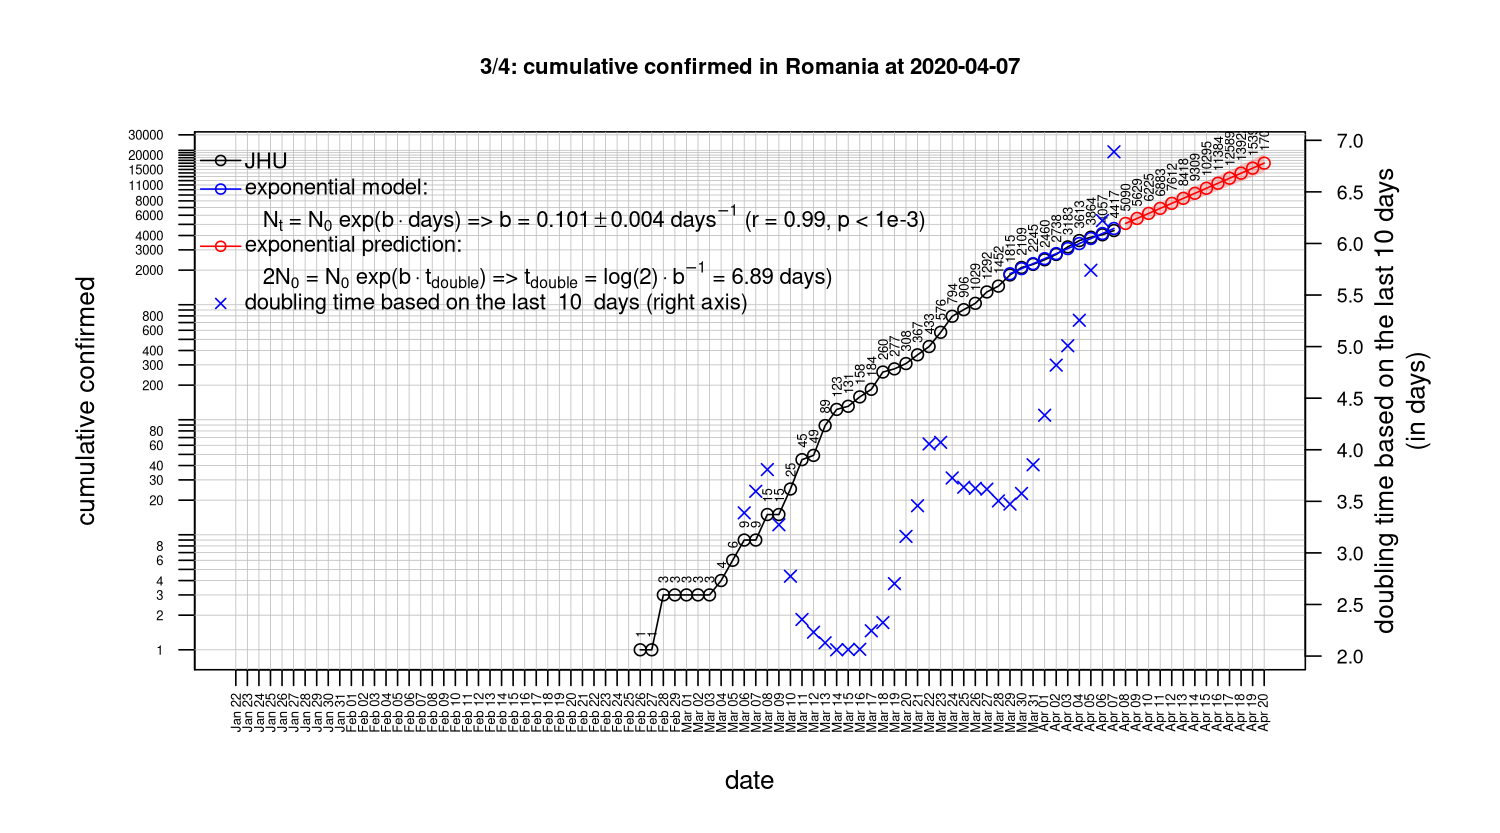 3/4: cumulative confirmed in Romania at 2020-04-07
JHU
exponential model:
Nt = N0 exp(b · days) => b = 0.101 ± 0.004 days−1 (r = 0.99, p < 1e-3)
exponential prediction:
2N0 = N0 exp(b · tdouble) => tdouble = log(2) · b−1 = 6.89 days)
doubling time based on the last 10 days (right axis)
cumulative confirmed
30000
20000
15000
11000
8000
6000
4000
2000
800
600
400
300
200
80
60
40
30
20
8
6
4
3
2
1
1 1 3 3 3 3 3 4 6 9 9 15 15 25 45 49 89 123 131 158 184 260 277 308 367 433 576 794 906 1029 1292 1452 1815 2109 2245 2460 2738 3183 3613 3864 4057 4417 5090 5629 6225 6883 7612 8418 9309 10295 11384 12589 1392 1539 170
7.0
6.5
6.0
5.5
5.0
4.5
4.0
3.5
3.0
2.5
2.0
doubling time based on the last 10 days
(in days)
Jan 22 Jan 23 Jan 24 Jan 25 Jan 26 Jan 27 Jan 28 Jan 29 Jan 30 Jan 31 Feb 01 Feb 02 Feb 03 Feb 04 Feb 05 Feb 06 Feb 07 Feb 08 Feb 09 Feb 10 Feb 11 Feb 12 Feb 13 Feb 14 Feb 15 Feb 16 Feb 17 Feb 18 Feb 19 Feb 20 Feb 21 Feb 22 Feb 23 Feb 24 Feb 25 Feb 26 Feb 27 Feb 28 Feb 29 Mar 01 Mar 02 Mar 03 Mar 04 Mar 05 Mar 06 Mar 07 Mar 08 Mar 09 Mar 10 Mar 11 Mar 12 Mar 13 Mar 14 Mar 15 Mar 16 Mar 17 Mar 18 Mar 19 Mar 20 Mar 21 Mar 22 Mar 23 Mar 24 Mar 25 Mar 26 Mar 27 Mar 28 Mar 29 Mar 30 Mar 31 Apr 01 Apr 02 Apr 03 Apr 04 Apr 05 Apr 06 Apr 07 Apr 08 Apr 09 Apr 10 Apr 11 Apr 12 Apr 13 Apr 14 Apr 15 Apr 16 Apr 17 Apr 18 Apr 19 Apr 20
date